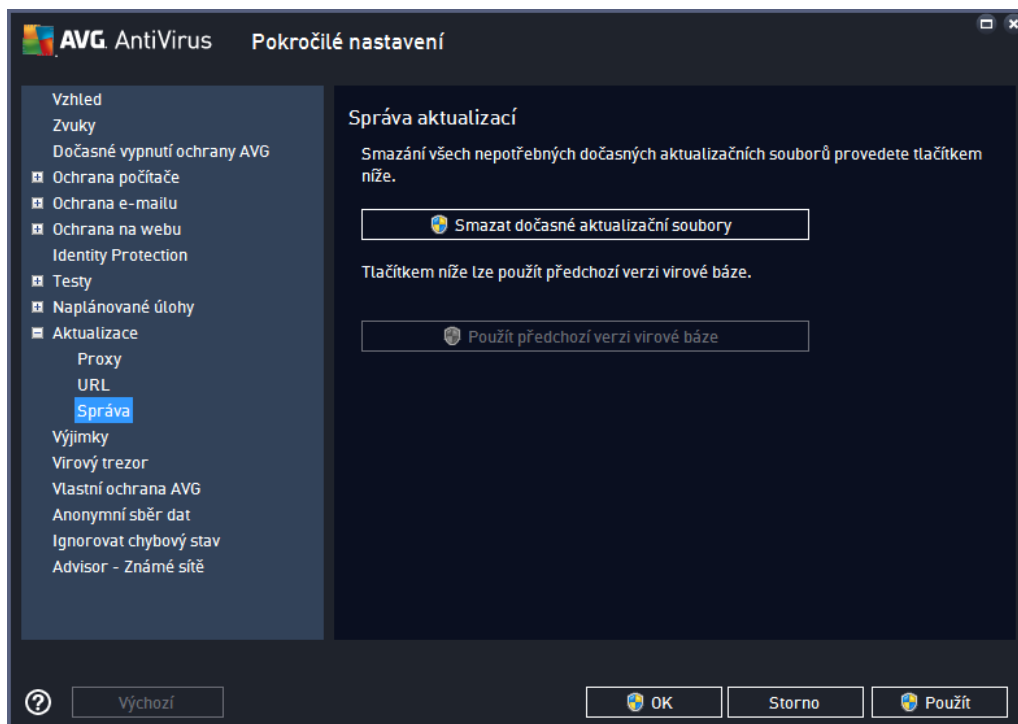 AVG. AntiVirus Pokročilé nastavení
Vzhled
Zvuky
Dočasné vypnutí ochrany AVG
Ochrana počítače
Ochrana e-mailu
Ochrana na webu
Identity Protection
Testy
Naplánované úlohy
Aktualizace
Proxy
URL
Správa
Výjimky
Virový trezor
Vlastní ochrana AVG
Anonymní sběr dat
Ignorovat chybový stav
Advisor - Známé sítě
Správa aktualizací
Smazání všech nepotřebných dočasných aktualizačních souborů provedete tlačítkem
níže.
Smazat dočasné aktualizační soubory
Tlačítkem níže lze použít předchozí verzi virové báze.
Použít předchozí verzi virové báze
Výchozí
OK
Storno
Použít